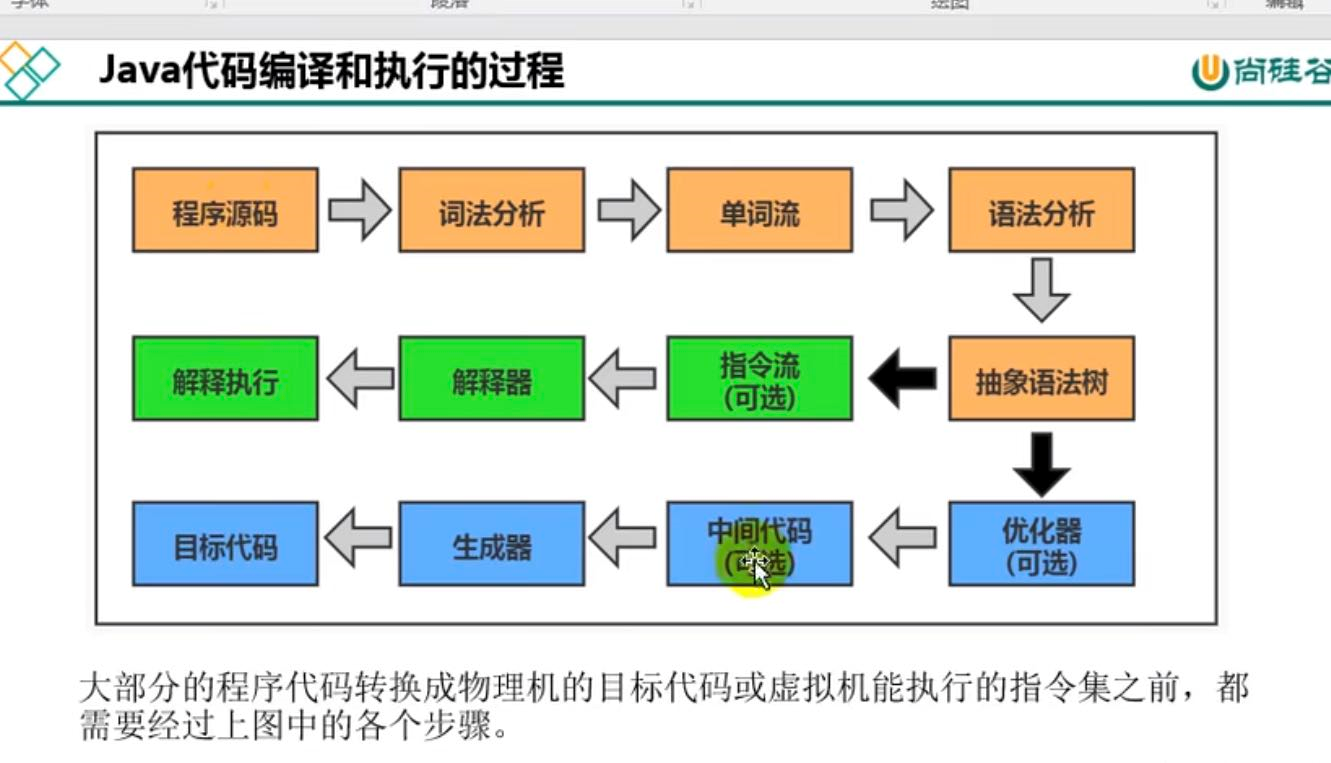 字体 段落 绘图 编辑
Java代码编译和执行的过程
尚硅谷
程序源码 词法分析 单词流 语法分析
解释执行 解释器 指令流 抽象语法树
(可选)
目标代码 生成器 中间代码 优化器
(可选) (可选)
大部分的程序代码转换成物理机的目标代码或虚拟机能执行的指令集之前，都
需要经过上图中的各个步骤。